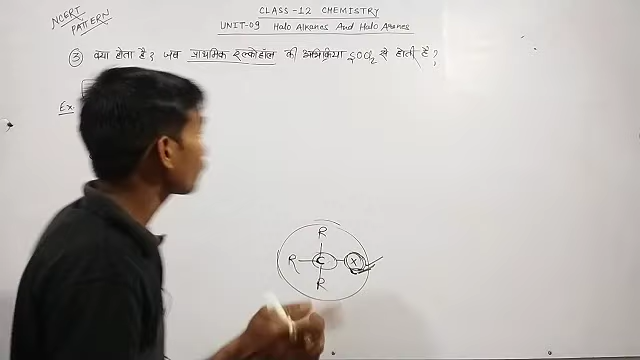 NCERT PATTERN
CLASS-12 CHEMISTRY
UNIT-09 Halo Alkanes And Halo Arenes
③ क्या होता है? जब प्राथमिक एल्कोहॉल की अभिक्रिया SOCl₂ से होती है?
Ex.
R
R-C-X
R